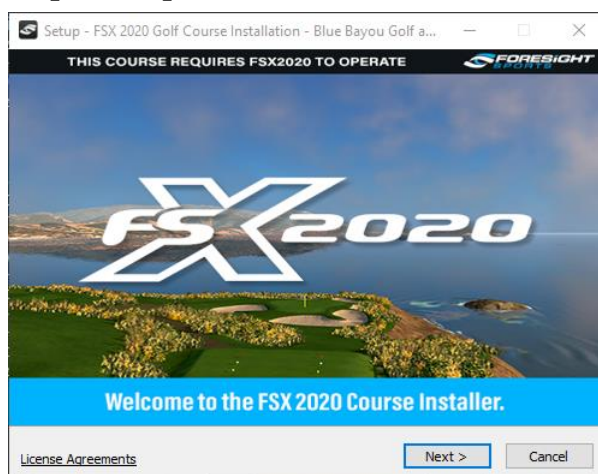 Setup - FSX 2020 Golf Course Installation - Blue Bayou Golf a...
THIS COURSE REQUIRES FSX2020 TO OPERATE
FORESIGHT
SPORTS
FSX2020
Welcome to the FSX 2020 Course Installer.
License Agreements
Next >
Cancel